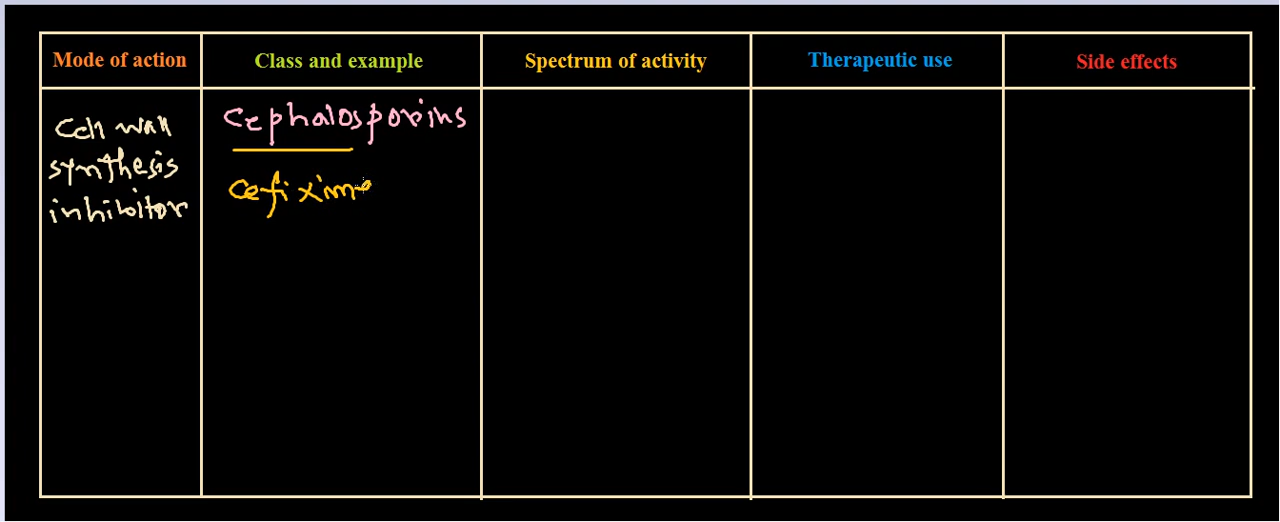 Mode of action
Class and example
Spectrum of activity
Therapeutic use
Side effects
Cell wall
synthesis
inhibitor
Cephalosporins
Cefixime